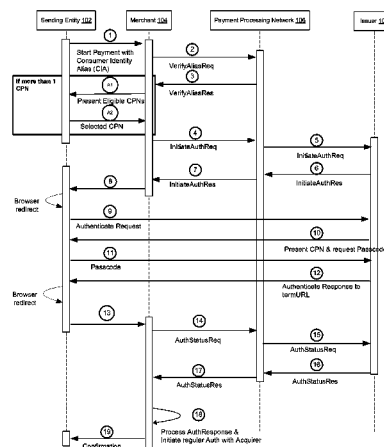 Sending Entity 102
Merchant 104
Payment Processing Network 106
Issuer
1
Start Payment with
Consumer Identity
Alias (CIA)
2
VerifyAliasReq
3
VerifyAliasRes
If more than 1
CPN
A1
Present Eligible CPNs
A2
Selected CPN
4
InitiateAuthReq
5
InitiateAuthReq
6
InitiateAuthRes
7
InitiateAuthRes
8
Browser
redirect
9
Authenticate Request
10
Present CPN & request Passcode
11
Passcode
12
Authenticate Response to
termURL
Browser
redirect
13
14
AuthStatusReq
15
AuthStatusReq
16
AuthStatusRes
17
AuthStatusRes
18
Process AuthResponse &
Initiate regular Auth with Acquirer
19
Confirmation